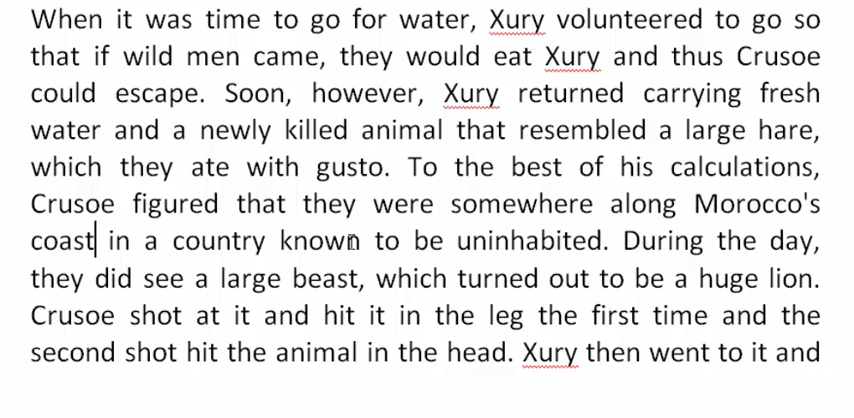 When it was time to go for water, Xury volunteered to go so
that if wild men came, they would eat Xury and thus Crusoe
could escape. Soon, however, Xury returned carrying fresh
water and a newly killed animal that resembled a large hare,
which they ate with gusto. To the best of his calculations,
Crusoe figured that they were somewhere along Morocco's
coast in a country known to be uninhabited. During the day,
they did see a large beast, which turned out to be a huge lion.
Crusoe shot at it and hit it in the leg the first time and the
second shot hit the animal in the head. Xury then went to it and